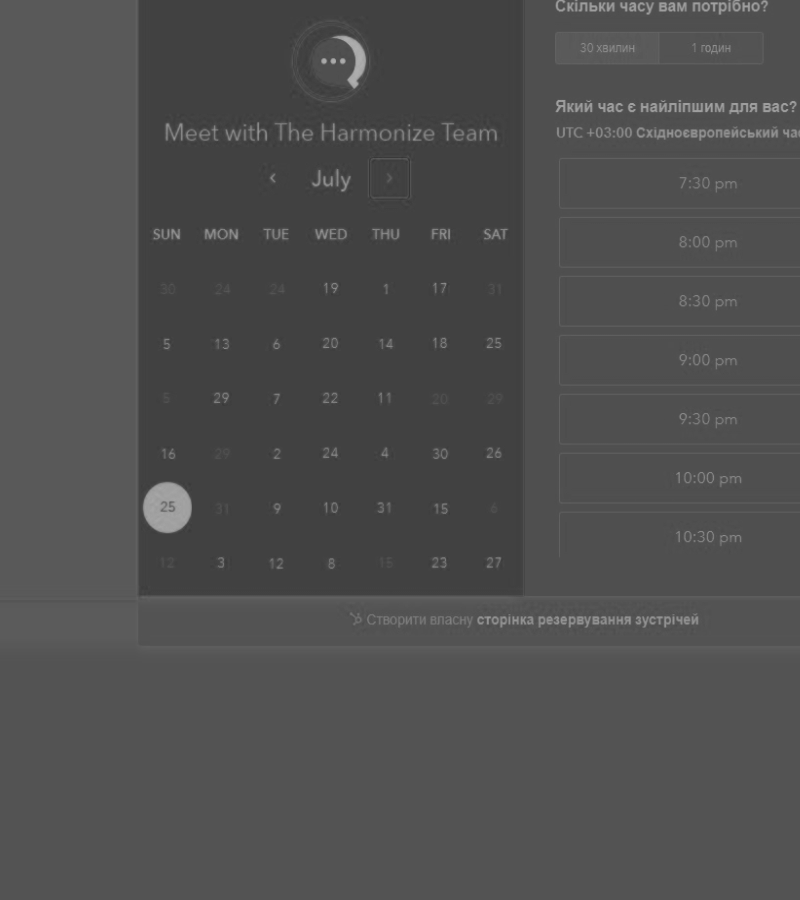 Meet with The Harmonize Team
July
SUN MON TUE WED THU FRI SAT
30 24 24 19 1 17 31
5 13 6 20 14 18 25
5 29 7 22 11 20 29
16 29 2 24 4 30 26
25 31 9 10 31 15 6
12 3 12 8 15 23 27
Скільки часу вам потрібно?
30 хвилин 1 годин
Який час є найліпшим для вас?
UTC +03:00 Східноєвропейський час
7:30 pm
8:00 pm
8:30 pm
9:00 pm
9:30 pm
10:00 pm
10:30 pm
Створити власну сторінка резервування зустрічей